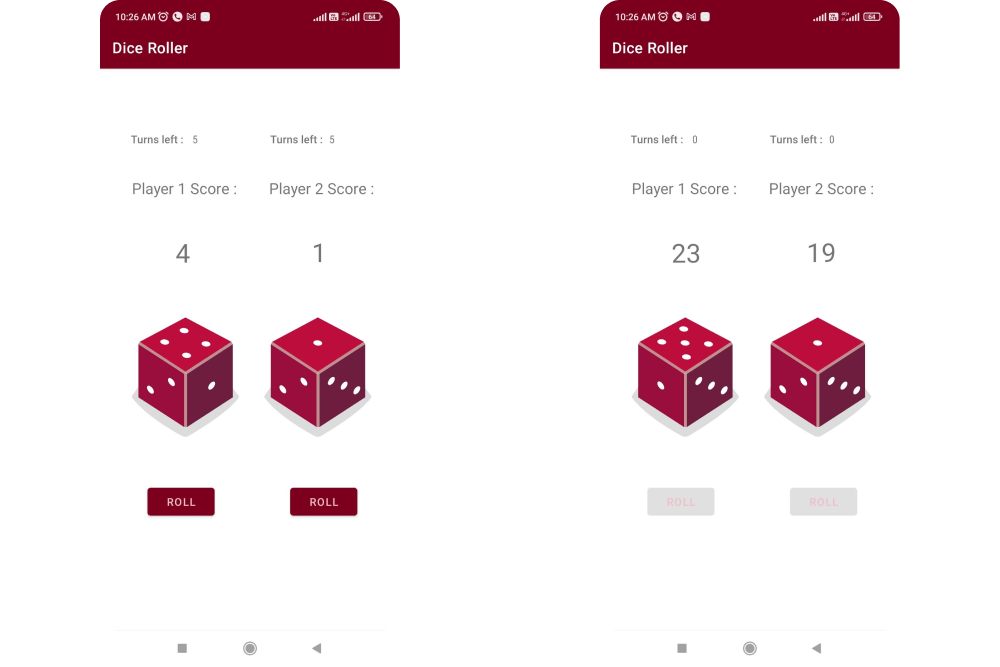 10:26 AM
64
Dice Roller
Turns left : 5
Turns left : 5
Player 1 Score :
Player 2 Score :
4
1
ROLL
ROLL
10:26 AM
64
Dice Roller
Turns left : 0
Turns left : 0
Player 1 Score :
Player 2 Score :
23
19
ROLL
ROLL